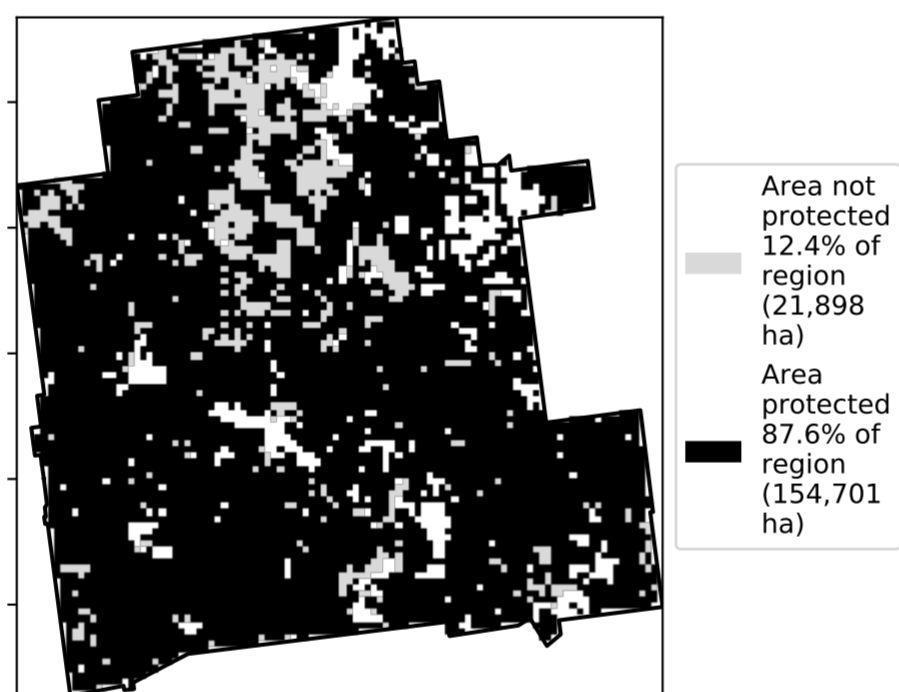 Area not
protected
12.4% of
region
(21,898
ha)
Area
protected
87.6% of
region
(154,701
ha)